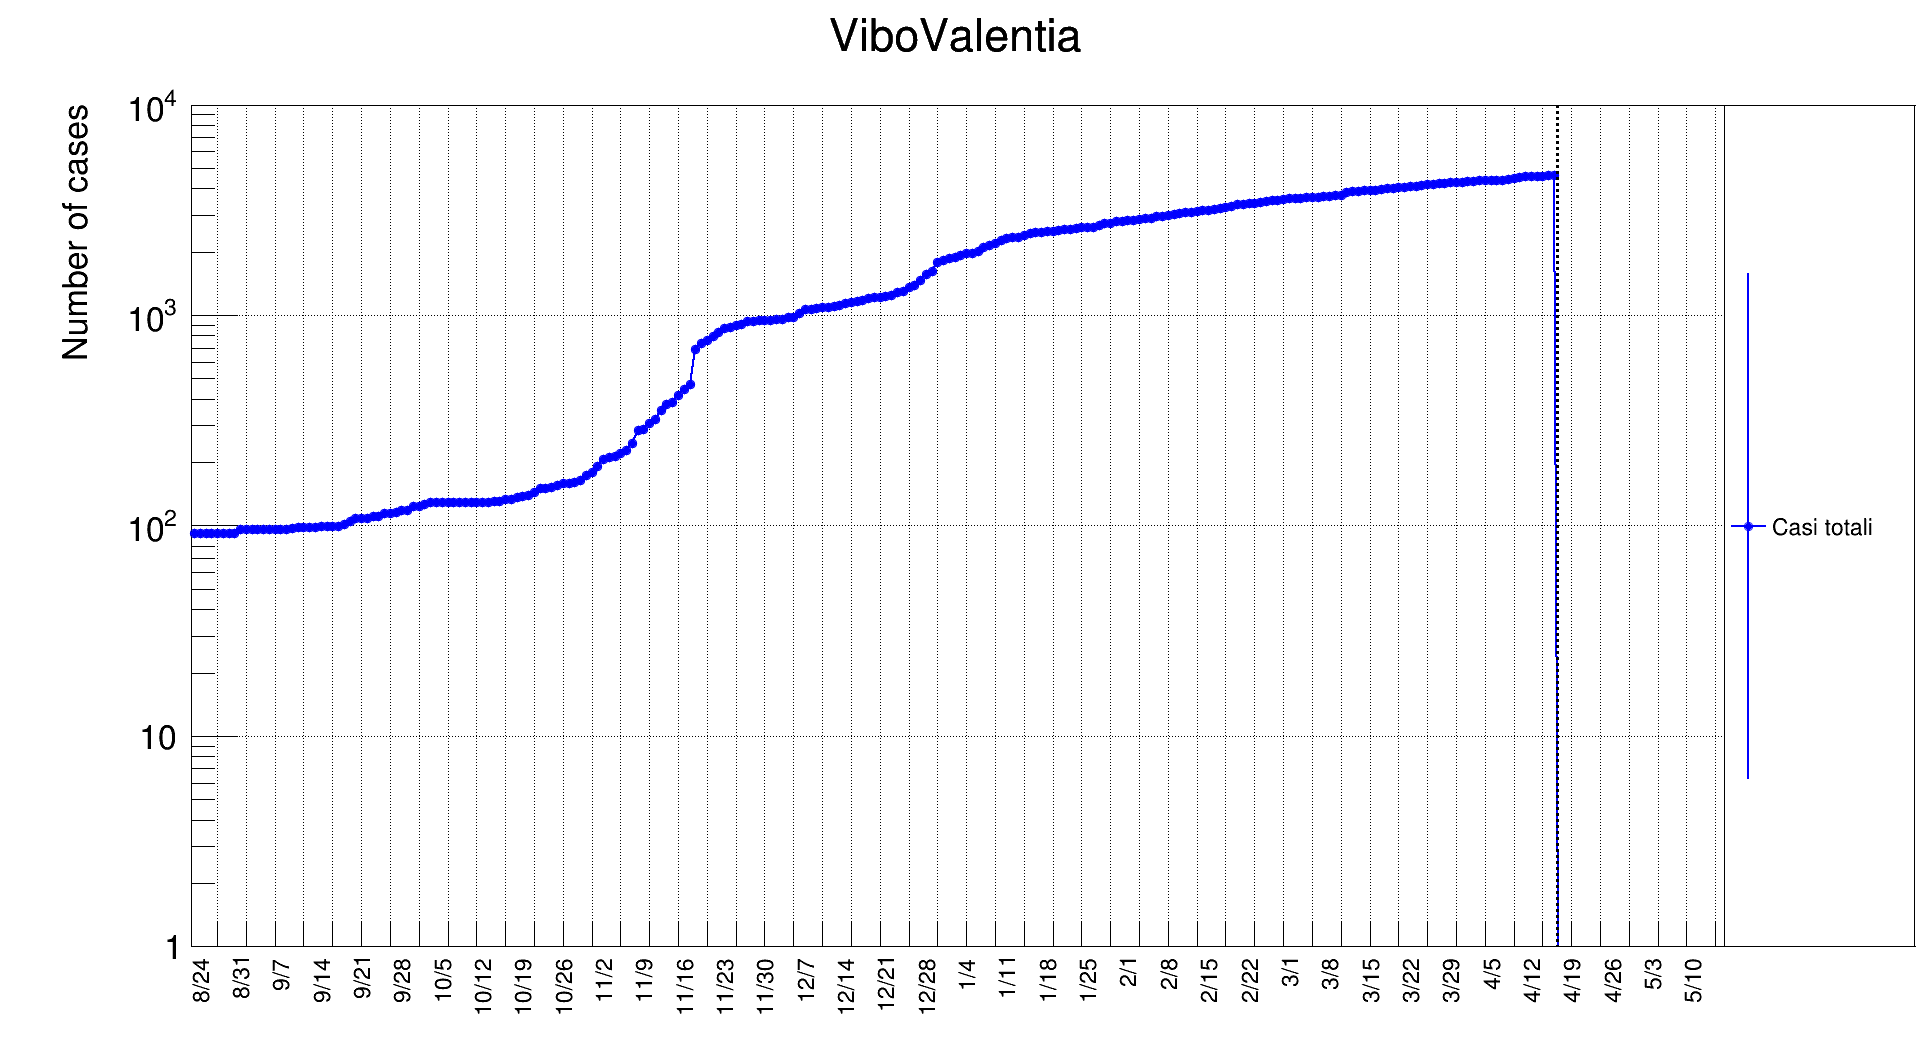 ViboValentia
Number of cases
10^4
10^3
10^2
10
1
8/24 8/31 9/7 9/14 9/21 9/28 10/5 10/12 10/19 10/26 11/2 11/9 11/16 11/23 11/30 12/7 12/14 12/21 12/28 1/4 1/11 1/18 1/25 2/1 2/8 2/15 2/22 3/1 3/8 3/15 3/22 3/29 4/5 4/12 4/19 4/26 5/3 5/10
Casi totali